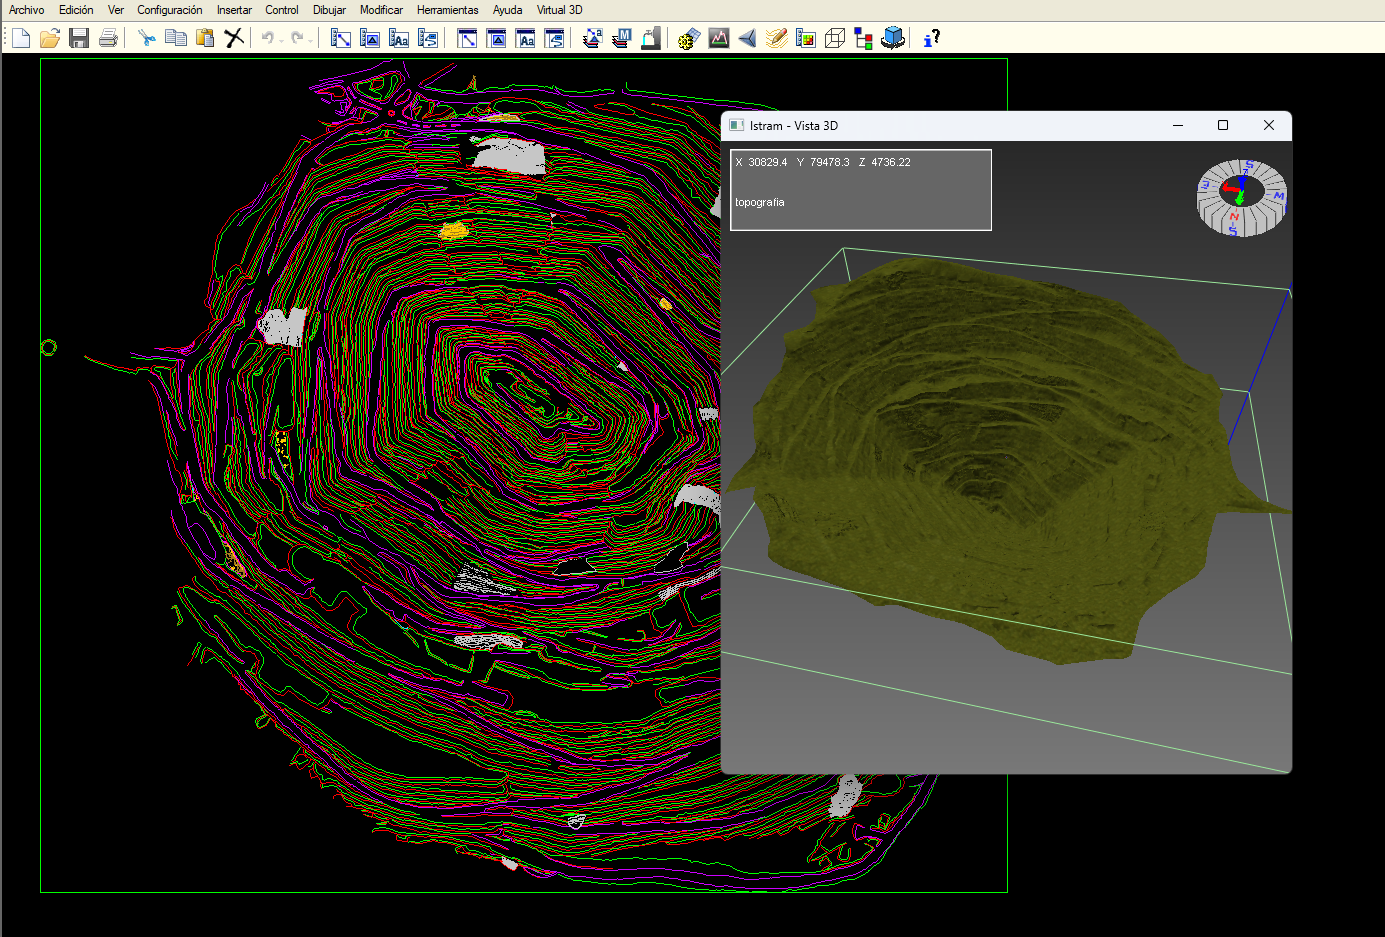 Archivo Edición Ver Configuración Insertar Control Dibujar Modificar Herramientas Ayuda Virtual 3D
Istram - Vista 3D
X 30829.4 Y 79478.3 Z 4736.22
topografia
S
M
N
S